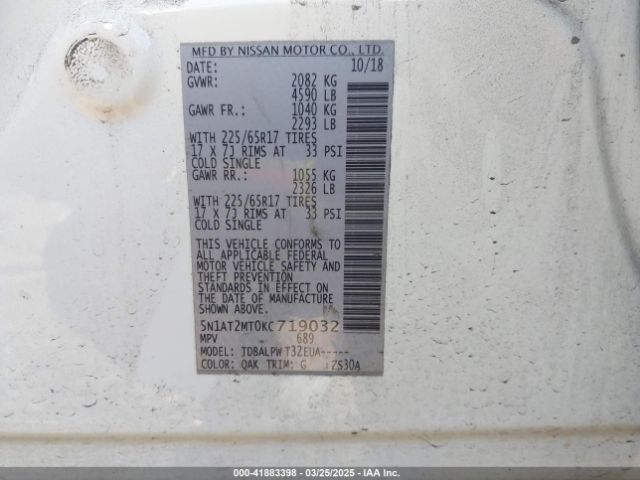 MFD BY NISSAN MOTOR CO., LTD.
DATE: 10/18
GVWR: 2082 KG
4590 LB
GAWR FR.: 1040 KG
2293 LB
WITH 225/65R17 TIRES
17 X 7J RIMS AT 33 PSI
COLD SINGLE
GAWR RR.: 1055 KG
2326 LB
WITH 225/65R17 TIRES
17 X 7J RIMS AT 33 PSI
COLD SINGLE
THIS VEHICLE CONFORMS TO
ALL APPLICABLE FEDERAL
MOTOR VEHICLE SAFETY AND
THEFT PREVENTION
STANDARDS IN EFFECT ON
THE DATE OF MANUFACTURE
SHOWN ABOVE.
5N1AT2MT0KC719032
MPV 689
MODEL: TDBALPW T32EUA-----
COLOR: QAK TRIM: G
000-41883398 - 03/25/2025 - IAA Inc.